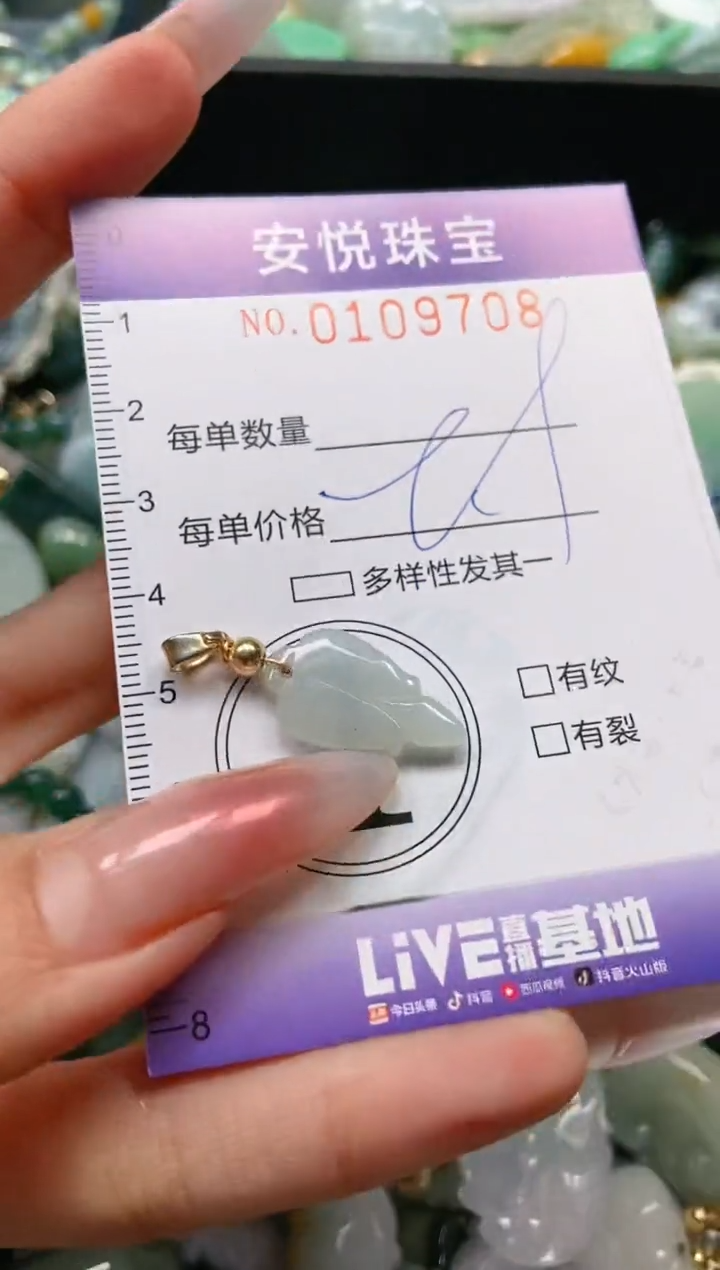 安悦珠宝
NO.0109708
0
1
2
每单数量
3
每单价格
4
多样性发其一
5
有纹
有裂
LiVE直播基地
今日头条 抖音 西瓜视频 抖音火山版
8